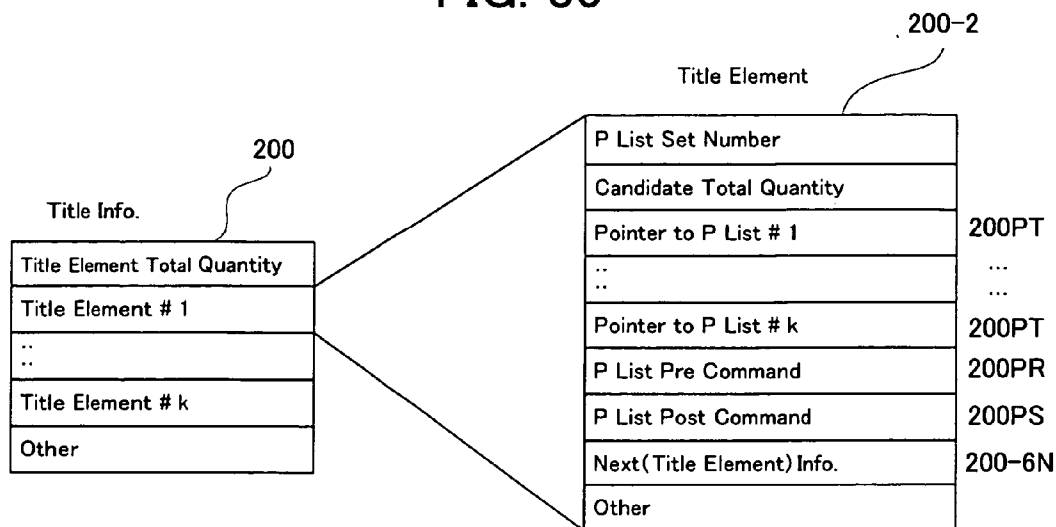 200-2
Title Element
P List Set Number
200
Candidate Total Quantity
Title Info.
Pointer to P List # 1
200PT
Title Element Total Quantity
:: 
...
...
Title Element # 1
Pointer to P List # k
200PT
::
P List Pre Command
200PR
Title Element # k
P List Post Command
200PS
Other
Next(Title Element)Info.
200-6N
Other